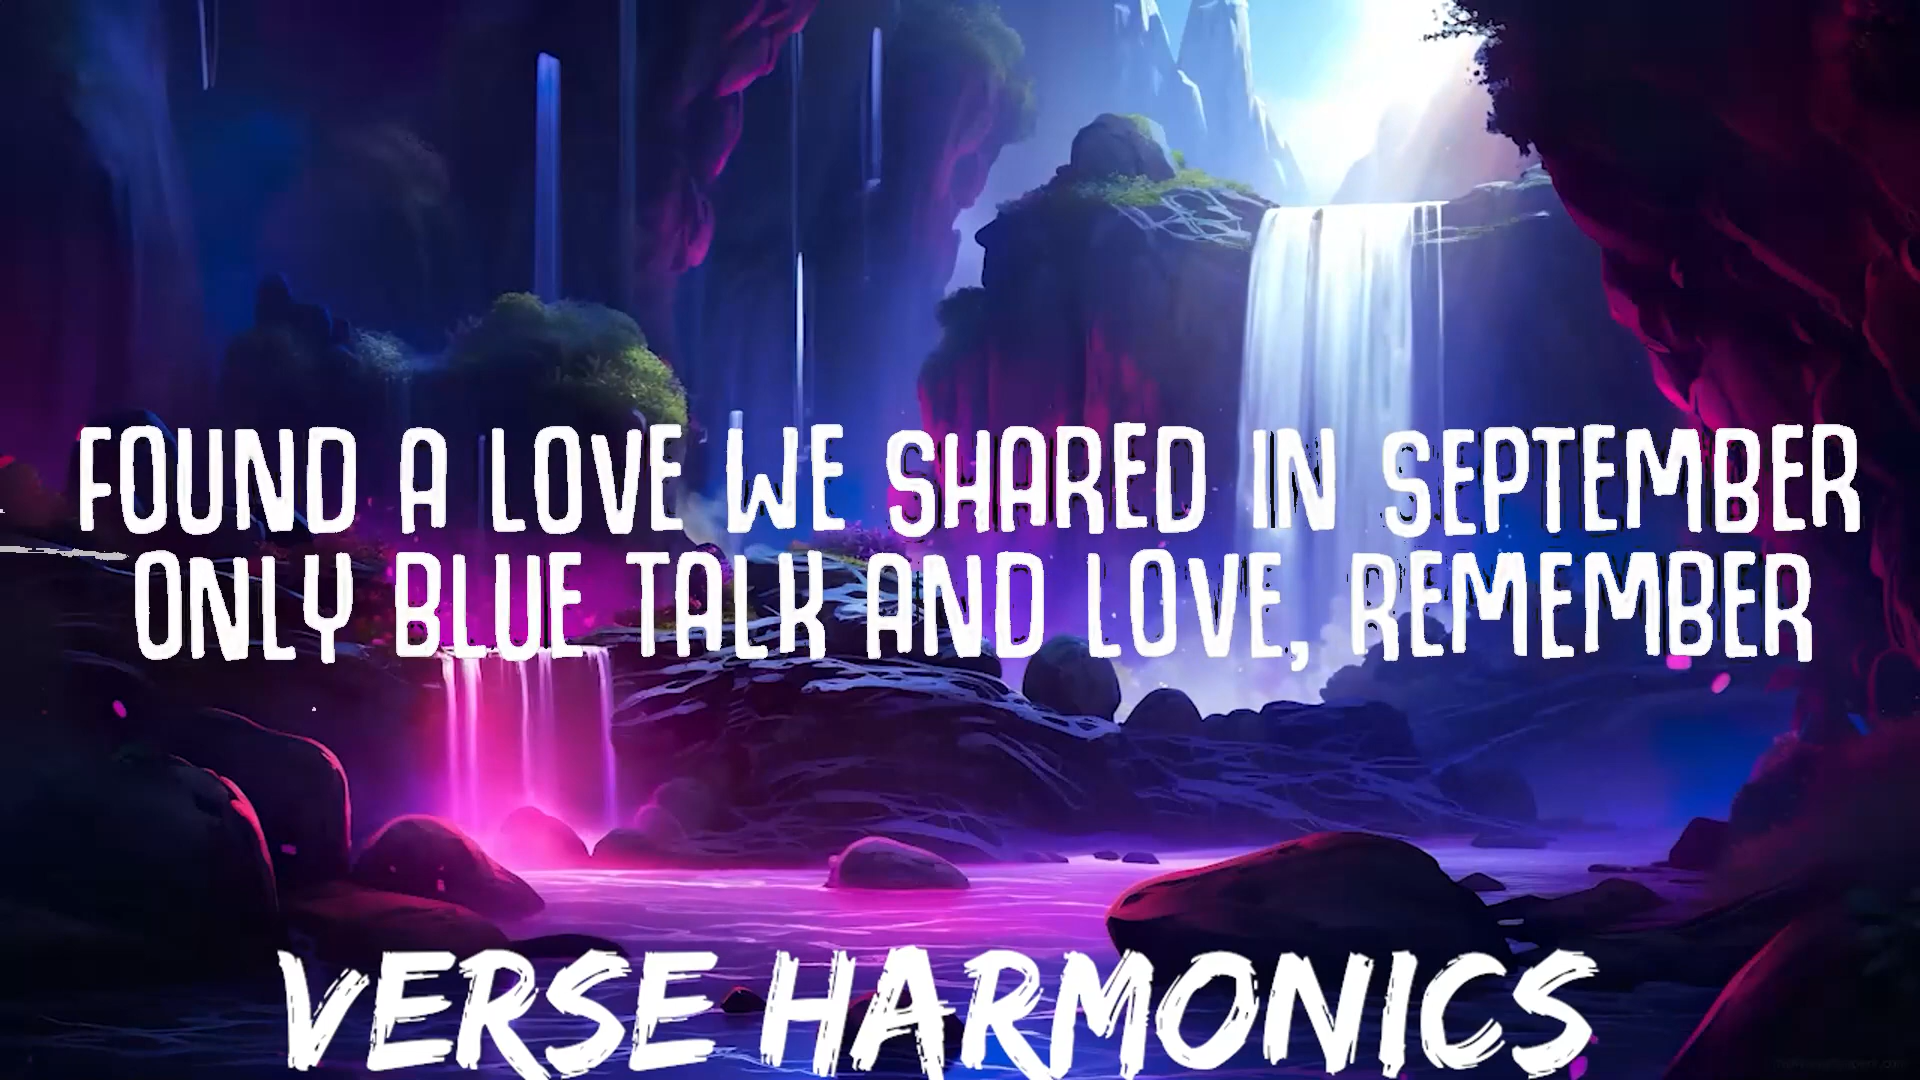 FOUND A LOVE WE SHARED IN SEPTEMBER
ONLY BLUE TALK AND LOVE, REMEMBER
VERSE HARMONICS